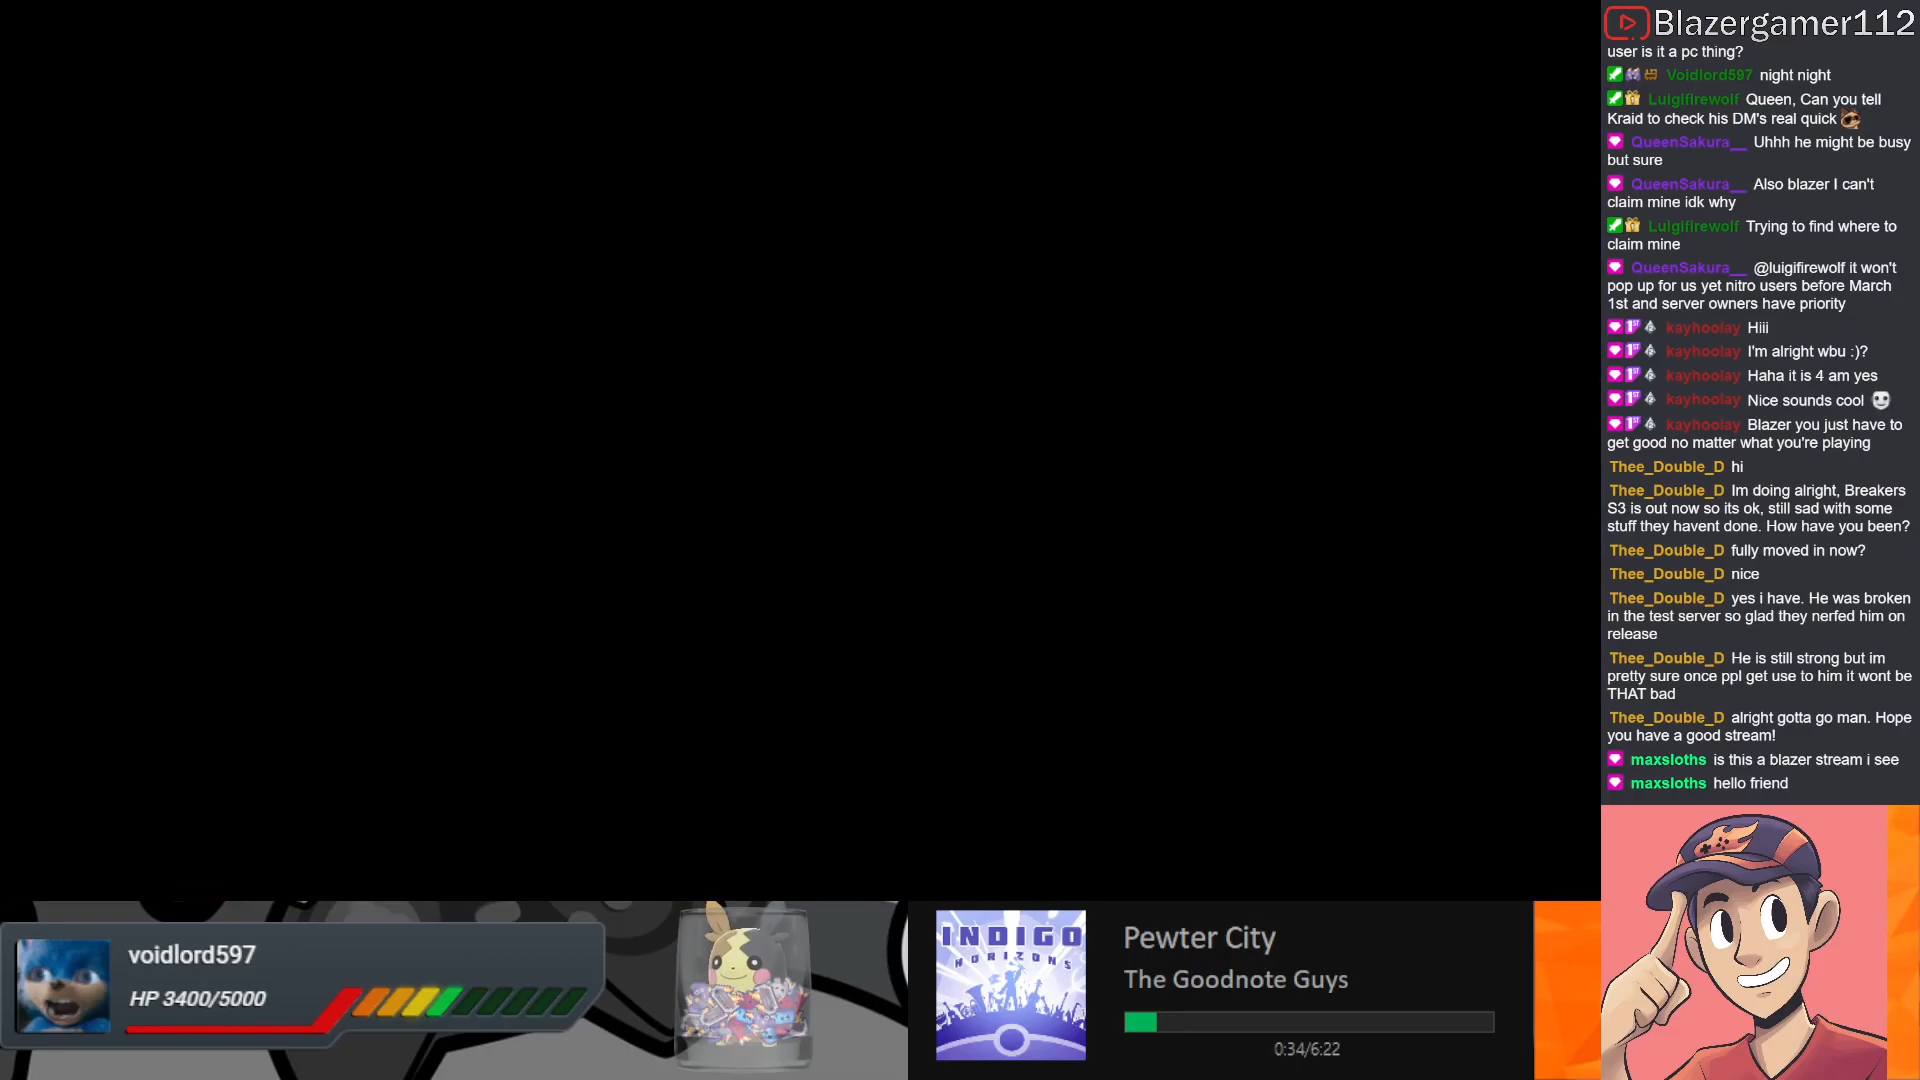 Blazergamer112
user is it a pc thing?
Voidlord597 night night
Luigifirewolf Queen, Can you tell
Kraid to check his DM's real quick
QueenSakura__ Uhhh he might be busy
but sure
QueenSakura__ Also blazer I can't
claim mine idk why
Luigifirewolf Trying to find where to
claim mine
QueenSakura__ @luigifirewolf it won't
pop up for us yet nitro users before March
1st and server owners have priority
1ST kayhoolay Hiii
1ST kayhoolay I'm alright wbu :)?
1ST kayhoolay Haha it is 4 am yes
1ST kayhoolay Nice sounds cool
1ST kayhoolay Blazer you just have to
get good no matter what you're playing
Thee_Double_D hi
Thee_Double_D Im doing alright, Breakers
S3 is out now so its ok, still sad with some
stuff they havent done. How have you been?
Thee_Double_D fully moved in now?
Thee_Double_D nice
Thee_Double_D yes i have. He was broken
in the test server so glad they nerfed him on
release
Thee_Double_D He is still strong but im
pretty sure once ppl get use to him it wont be
THAT bad
Thee_Double_D alright gotta go man. Hope
you have a good stream!
maxsloths is this a blazer stream i see
maxsloths hello friend
voidlord597
HP 3400/5000
INDIGO
HORIZONS
Pewter City
The Goodnote Guys
0:34/6:22